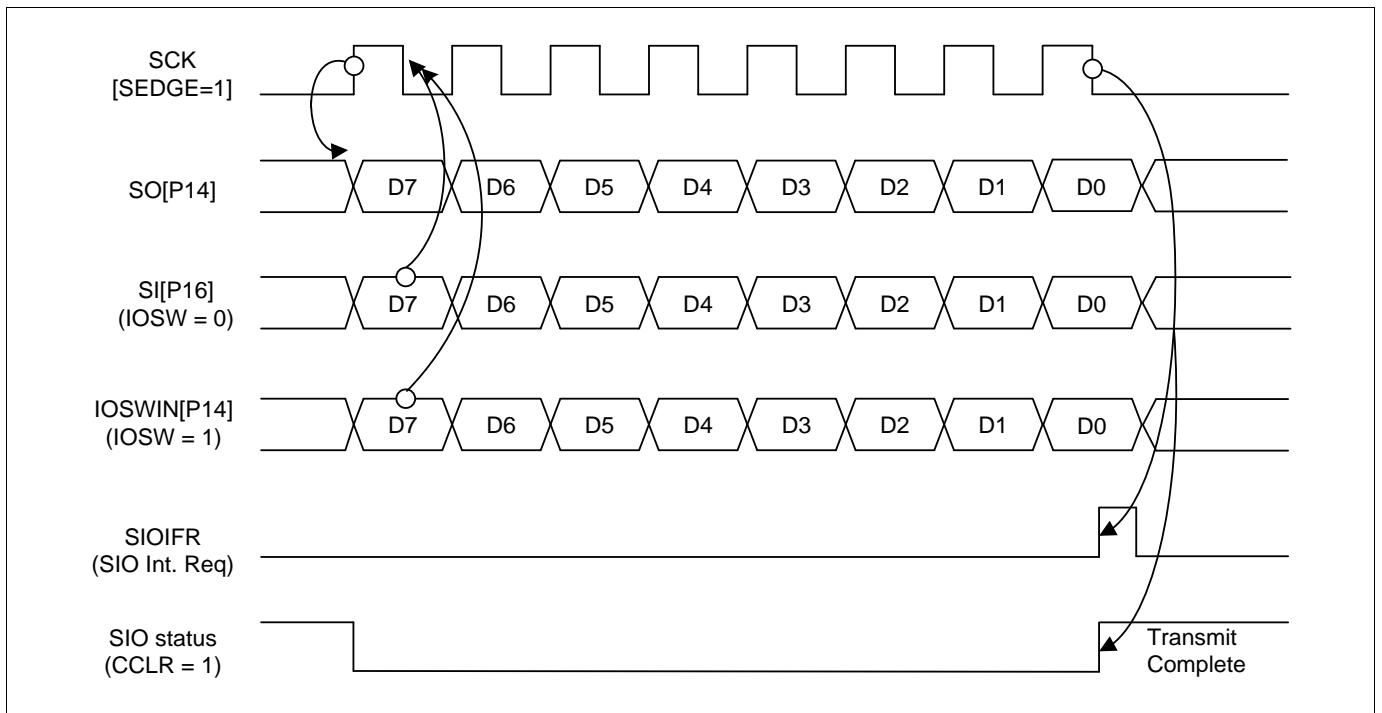 SCK
[SEDGE=1]
SO[P14]
D7 D6 D5 D4 D3 D2 D1 D0
SI[P16]
(IOSW = 0)
D7 D6 D5 D4 D3 D2 D1 D0
IOSWIN[P14]
(IOSW = 1)
D7 D6 D5 D4 D3 D2 D1 D0
SIOIFR
(SIO Int. Req)
SIO status
(CCLR = 1)
Transmit
Complete